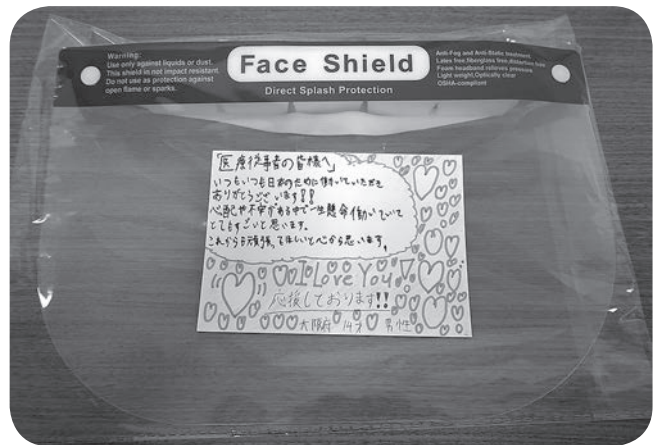 Warning:
Use only against liquids or dust.
This shield in not impact resistant.
Do not use as protection against
open flame or sparks.
Face Shield
Direct Splash Protection
Anti-Fog and Anti-Static treatment
Latex free,fiberglass free,distortion free
Foam headband relieves pressure
Light weight,Optically clear
OSHA-compliant
「医療従事者の皆様へ」
いつもいつも日本のために働いていただき
ありがとうございます!!
心配や不安がある中で一生懸命働いていて
とてもすごいと思います。
これからも頑張ってほしいと心から思います。
I Love You
応援しております!!
大阪府 14才 男性